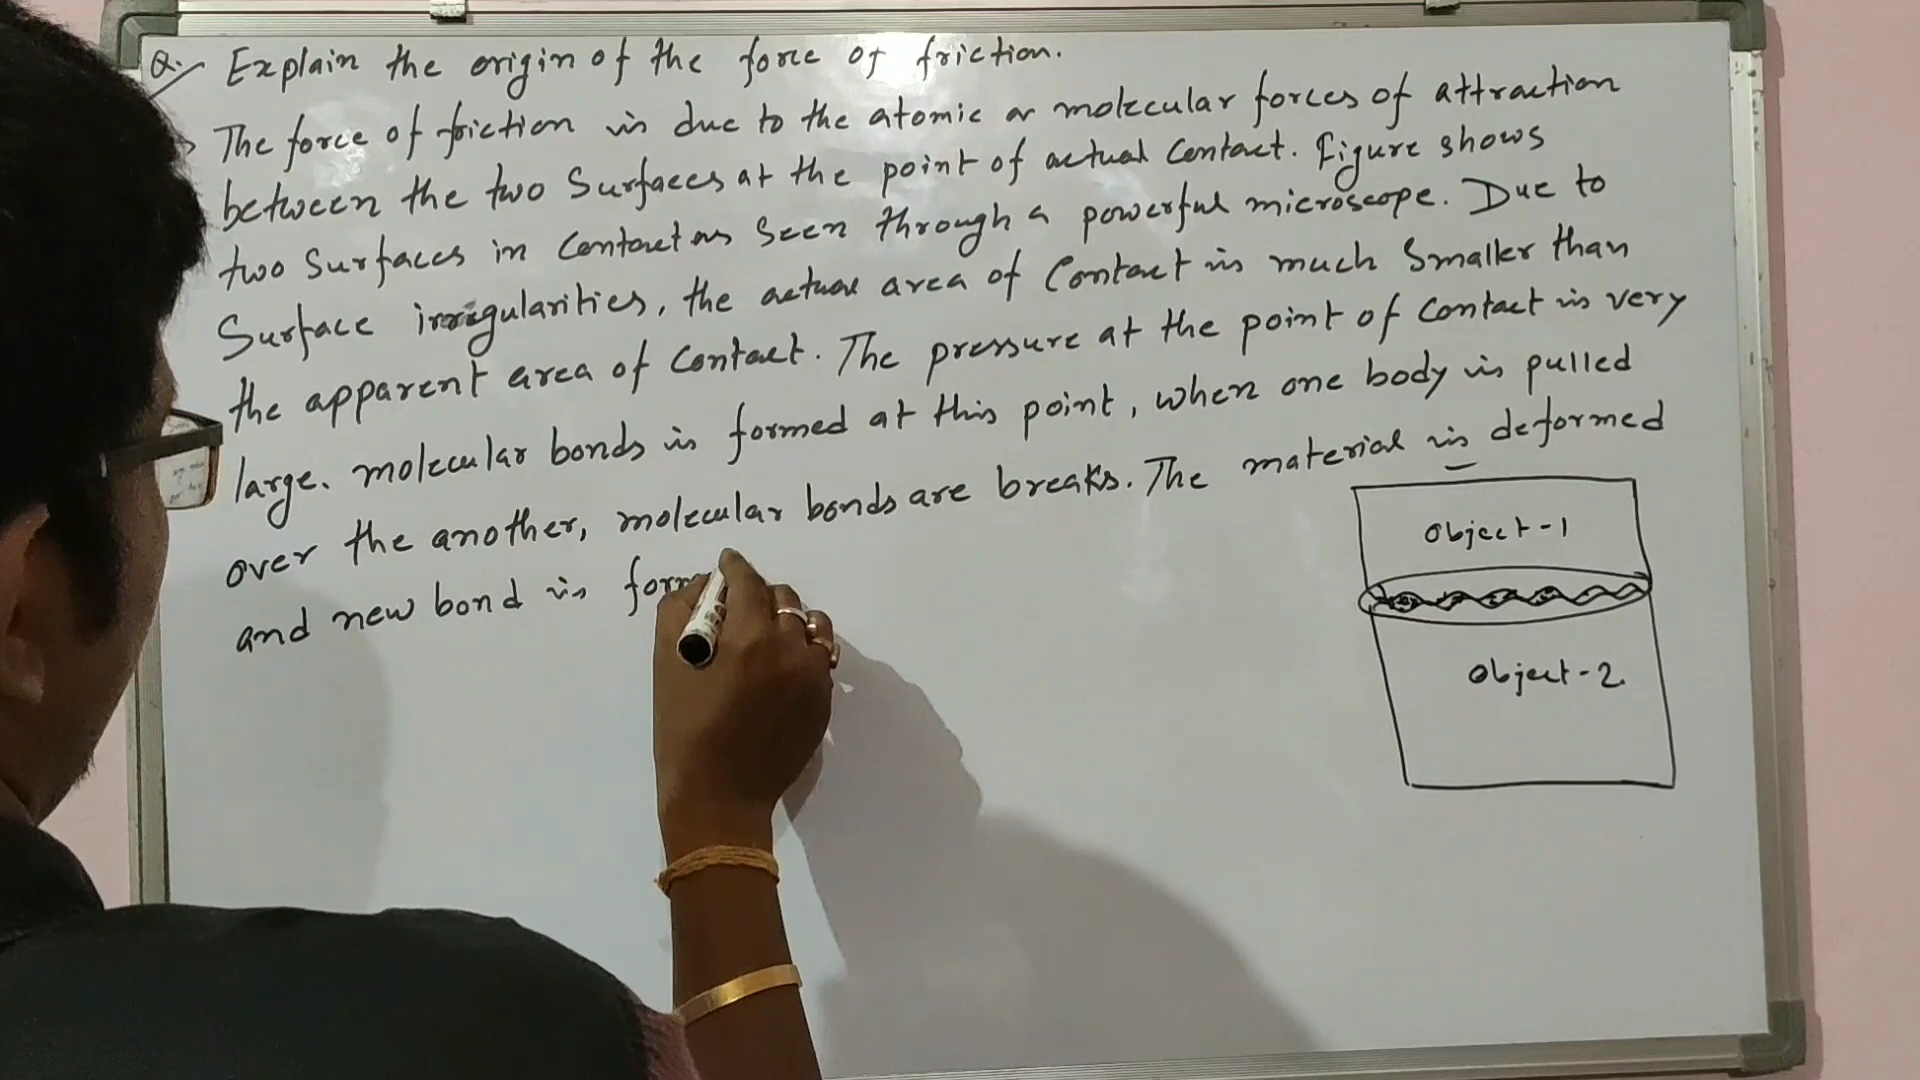 Q. Explain the origin of the force of friction.
The force of friction is due to the atomic or molecular forces of attraction
between the two Surfaces at the point of actual Contact. Figure shows
two Surfaces in Contact as Seen through a powerful microscope. Due to
Surface irregularities, the actual area of Contact is much Smaller than
the apparent area of Contact. The pressure at the point of Contact is very
large. molecular bonds is formed at this point, when one body is pulled
over the another, molecular bonds are breaks. The material is deformed
and new bond is
Object-1
Object-2.